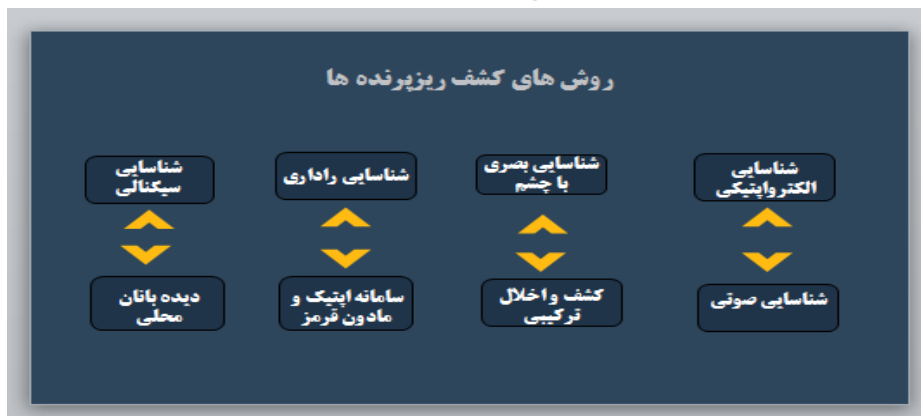 روش های کشف ریزپرنده ها
شناسایی
الکترواپتیکی
شناسایی بصری
با چشم
شناسایی راداری
شناسایی
سیکنالی
شناسایی صوتی
کشف و اخلال
ترکیبی
سامانه اپتیک و
مادون قرمز
دیده بانان
محلی